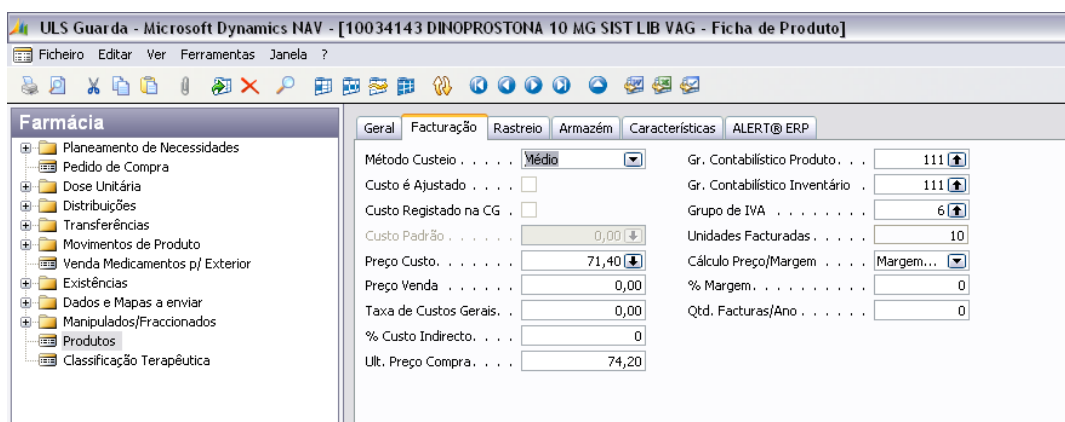 ULS Guarda - Microsoft Dynamics NAV - [10034143 DINOPROSTONA 10 MG SIST LIB VAG - Ficha de Produto]
Ficheiro Editar Ver Ferramentas Janela ?
Farmácia
Planeamento de Necessidades
Pedido de Compra
Dose Unitária
Distribuições
Transferências
Movimentos de Produto
Venda Medicamentos p/ Exterior
Existências
Dados e Mapas a enviar
Manipulados/Fraccionados
Produtos
Classificação Terapêutica
Geral Facturação Rastreio Armazém Características ALERT® ERP
Método Custeio . . . . . Médio
Custo é Ajustado . . . .
Custo Registado na CG .
Custo Padrão . . . . . . 0,00
Preço Custo. . . . . . . 71,40
Preço Venda . . . . . . 0,00
Taxa de Custos Gerais. . 0,00
% Custo Indirecto. . . . 0
Ult. Preço Compra. . . . 74,20
Gr. Contabilístico Produto. . . 111
Gr. Contabilístico Inventário . 111
Grupo de IVA . . . . . . . . 6
Unidades Facturadas. . . . . 10
Cálculo Preço/Margem . . . . Margem...
% Margem. . . . . . . . . . 0
Qtd. Facturas/Ano . . . . . . 0